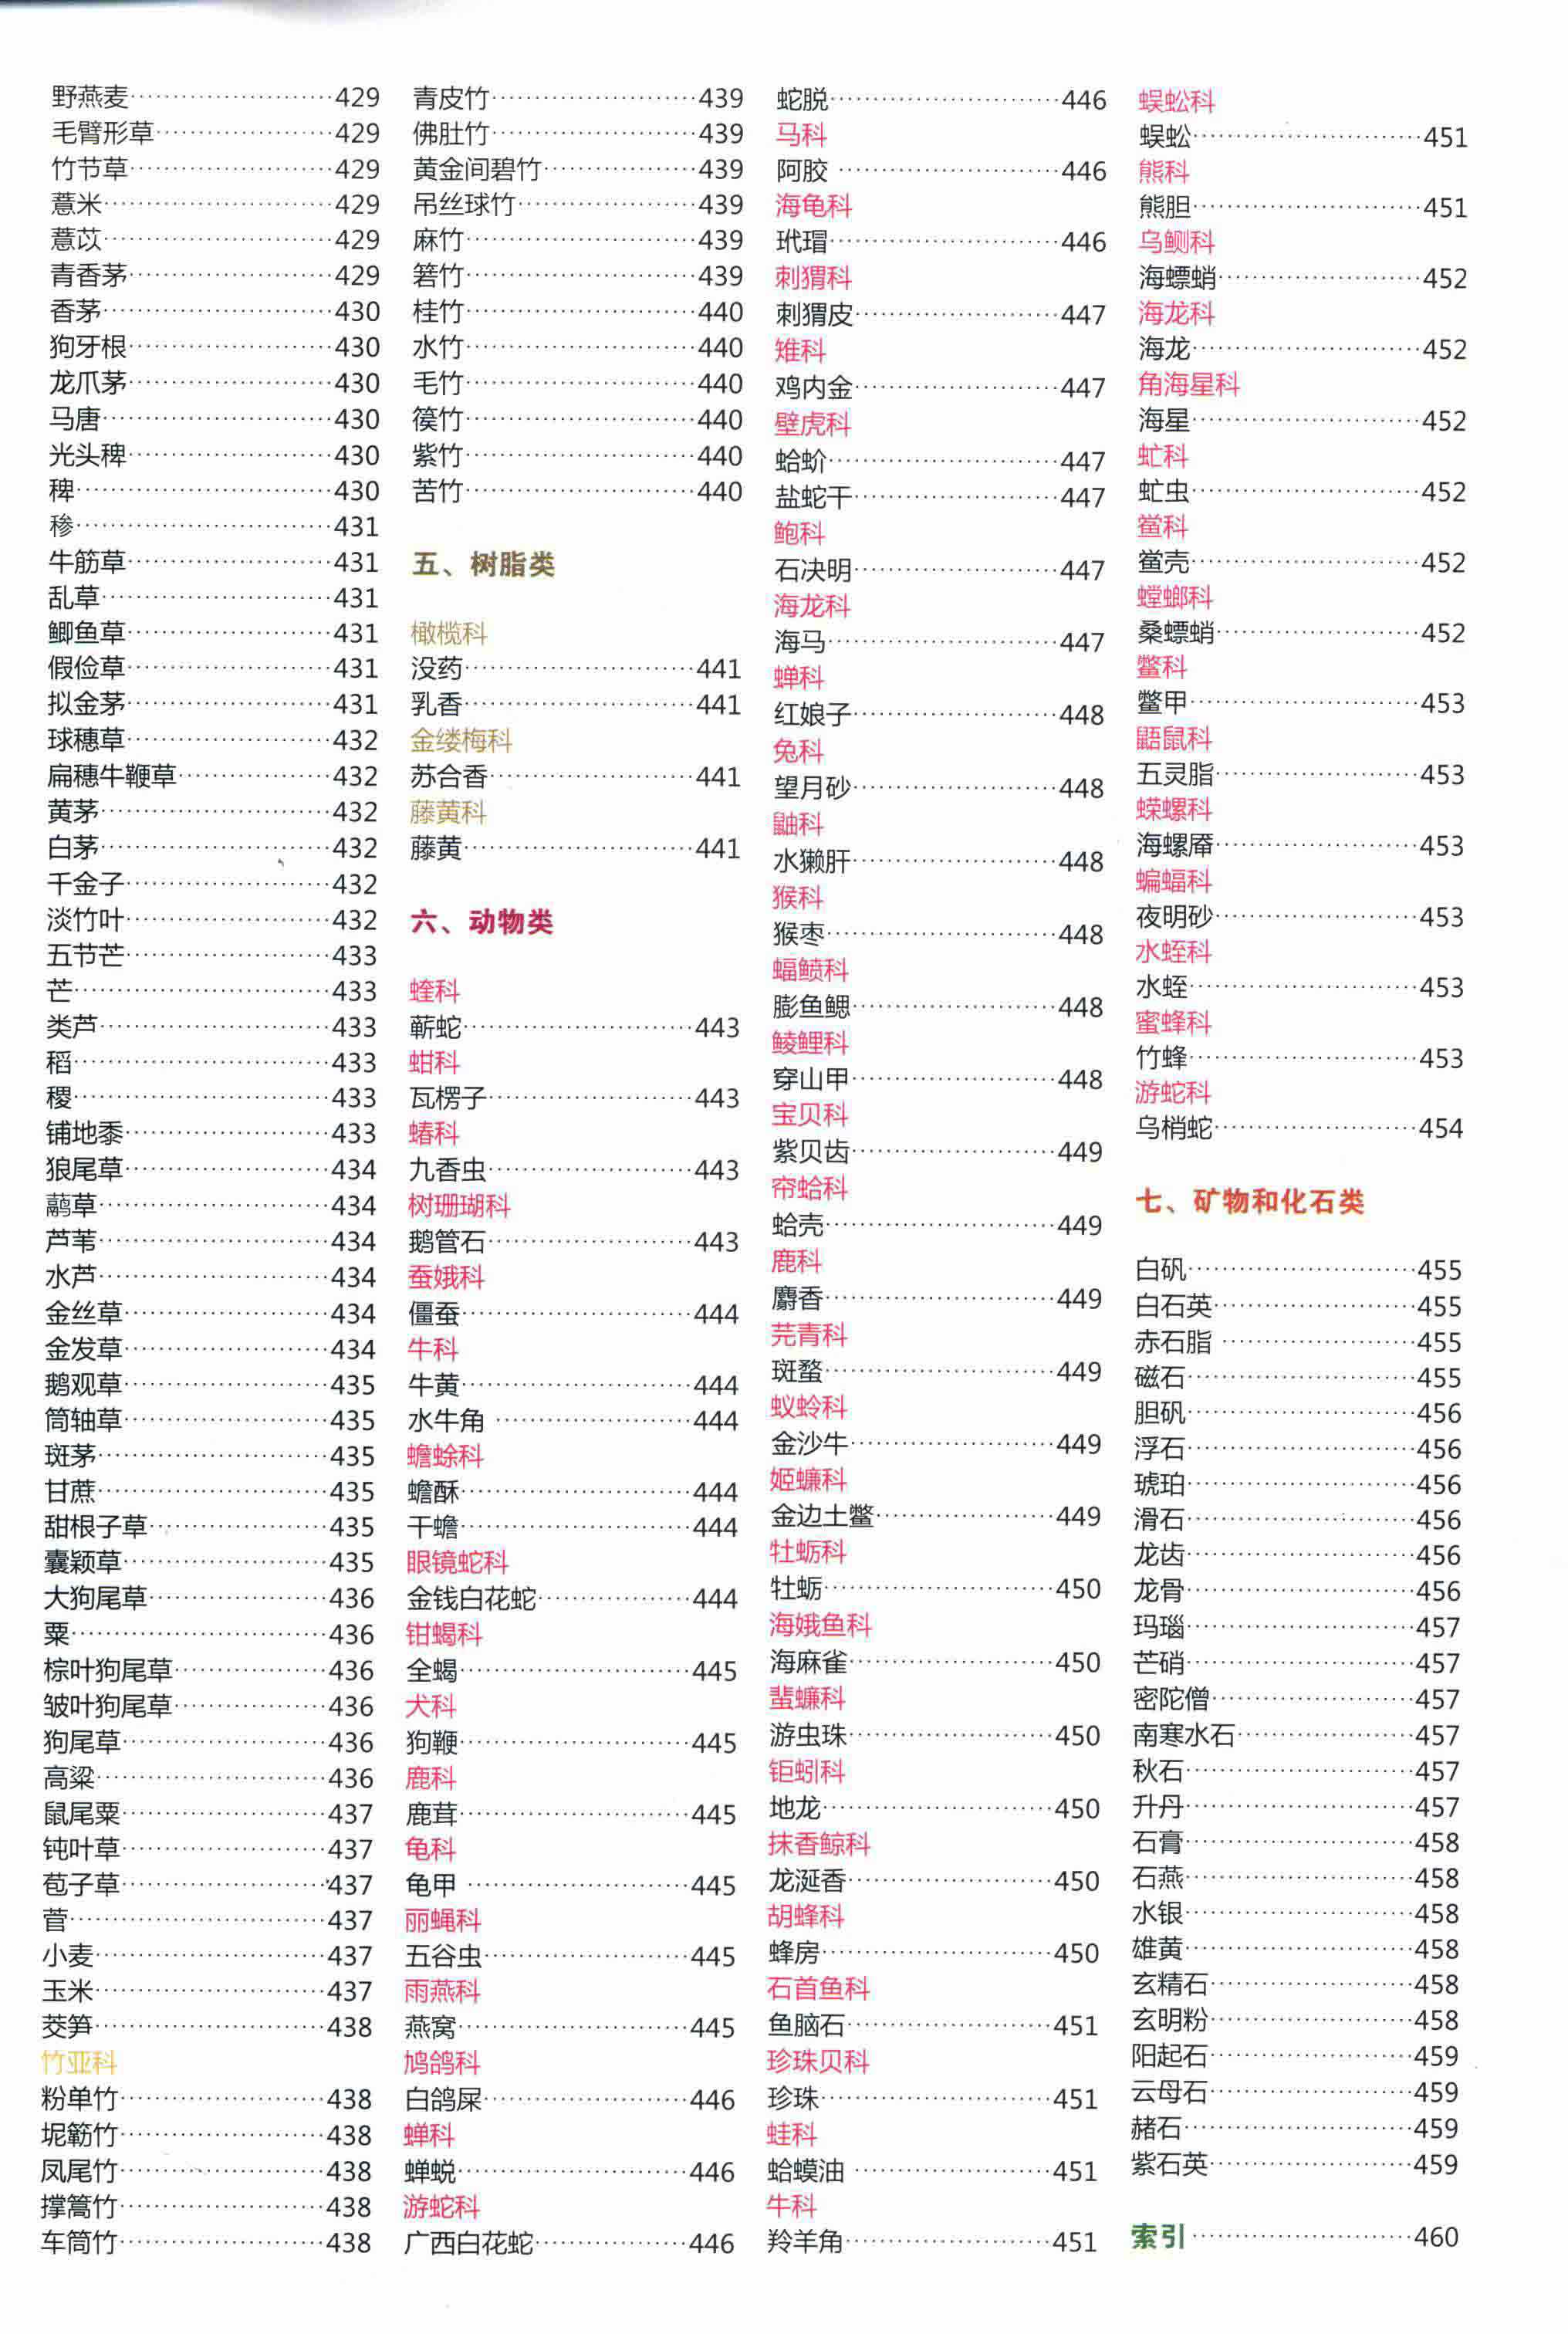 野燕麦……429
毛臂形草……429
竹节草……429
薏米……429
薏苡……429
青香茅……429
香茅……430
狗牙根……430
龙爪茅……430
马唐……430
光头稗……430
稗……430
穇……431
牛筋草……431
乱草……431
鲫鱼草……431
假俭草……431
拟金茅……431
球穗草……432
扁穗牛鞭草……432
黄茅……432
白茅……432
千金子……432
淡竹叶……432
五节芒……433
芒……433
类芦……433
稻……433
稷……433
铺地黍……433
狼尾草……434
虉草……434
芦苇……434
水芦……434
金丝草……434
金发草……434
鹅观草……435
筒轴草……435
斑茅……435
甘蔗……435
甜根子草……435
囊颖草……435
大狗尾草……436
粟……436
棕叶狗尾草……436
皱叶狗尾草……436
狗尾草……436
高粱……436
鼠尾粟……437
钝叶草……437
苞子草……437
菅……437
小麦……437
玉米……437
茭笋……438
竹亚科
粉单竹……438
坭簕竹……438
凤尾竹……438
撑篙竹……438
车筒竹……438
青皮竹……439
佛肚竹……439
黄金间碧竹……439
吊丝球竹……439
麻竹……439
箬竹……439
桂竹……440
水竹……440
毛竹……440
篌竹……440
紫竹……440
苦竹……440
五、树脂类
橄榄科
没药……441
乳香……441
金缕梅科
苏合香……441
藤黄科
藤黄……441
六、动物类
蝰科
蕲蛇……443
蚶科
瓦楞子……443
蝽科
九香虫……443
树珊瑚科
鹅管石……443
蚕娥科
僵蚕……444
牛科
牛黄……444
水牛角……444
蟾蜍科
蟾酥……444
干蟾……444
眼镜蛇科
金钱白花蛇……444
钳蝎科
全蝎……445
犬科
狗鞭……445
鹿科
鹿茸……445
龟科
龟甲……445
丽蝇科
五谷虫……445
雨燕科
燕窝……445
鸠鸽科
白鸽屎……446
蝉科
蝉蜕……446
游蛇科
广西白花蛇……446
蛇脱……446
马科
阿胶……446
海龟科
玳瑁……446
刺猬科
刺猬皮……447
雉科
鸡内金……447
壁虎科
蛤蚧……447
盐蛇干……447
鲍科
石决明……447
海龙科
海马……447
蝉科
红娘子……448
兔科
望月砂……448
鼬科
水獭肝……448
猴科
猴枣……448
蝠鲼科
膨鱼鳃……448
鲮鲤科
穿山甲……448
宝贝科
紫贝齿……449
帘蛤科
蛤壳……449
鹿科
麝香……449
芫青科
斑蝥……449
蚁蛉科
金沙牛……449
姬蠊科
金边土鳖……449
牡蛎科
牡蛎……450
海娥鱼科
海麻雀……450
蜚蠊科
游虫珠……450
钜蚓科
地龙……450
抹香鲸科
龙涎香……450
胡蜂科
蜂房……450
石首鱼科
鱼脑石……451
珍珠贝科
珍珠……451
蛙科
蛤蟆油……451
牛科
羚羊角……451
蜈蚣科
蜈蚣……451
熊科
熊胆……451
乌鲗科
海螵蛸……452
海龙科
海龙……452
角海星科
海星……452
虻科
虻虫……452
鲎科
鲎壳……452
螳螂科
桑螵蛸……452
鳖科
鳖甲……453
鼯鼠科
五灵脂……453
蝾螺科
海螺厣……453
蝙蝠科
夜明砂……453
水蛭科
水蛭……453
蜜蜂科
竹蜂……453
游蛇科
乌梢蛇……454
七、矿物和化石类
白矾……455
白石英……455
赤石脂……455
磁石……455
胆矾……456
浮石……456
琥珀……456
滑石……456
龙齿……456
龙骨……456
玛瑙……457
芒硝……457
密陀僧……457
南寒水石……457
秋石……457
升丹……457
石膏……458
石燕……458
水银……458
雄黄……458
玄精石……458
玄明粉……458
阳起石……459
云母石……459
赭石……459
紫石英……459
索引……460